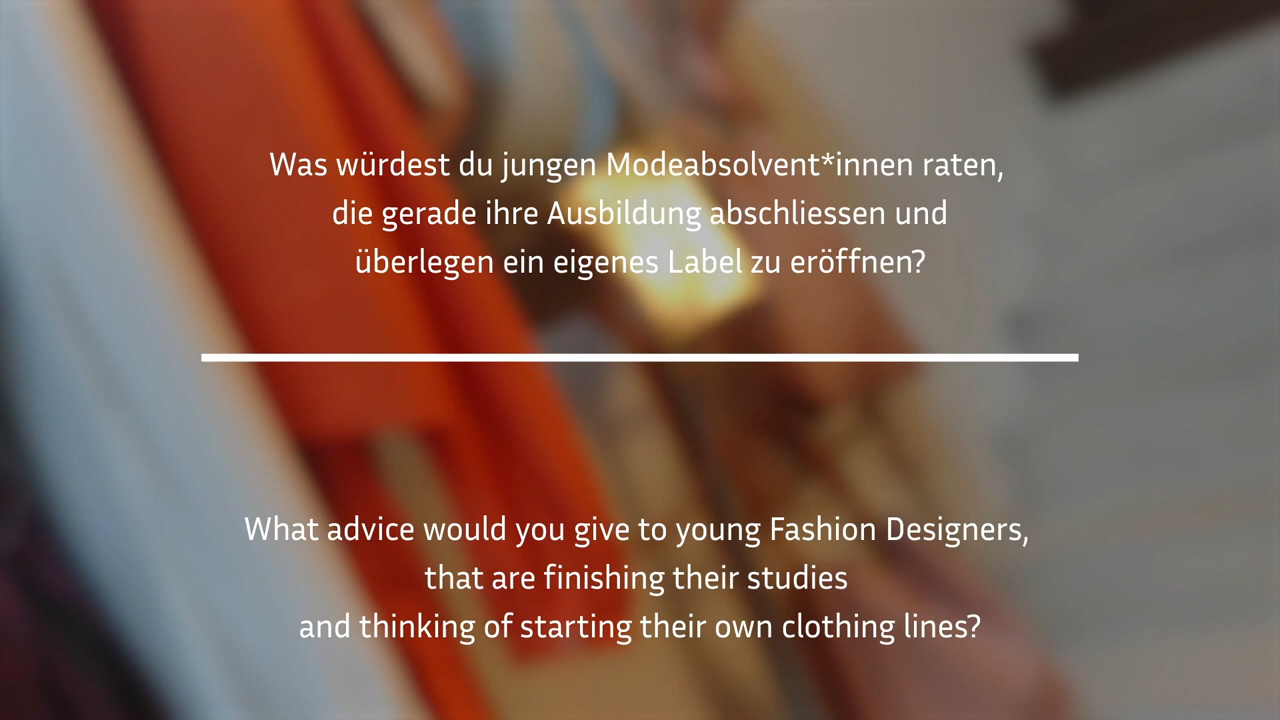 Was würdest du jungen Modeabsolvent*innen raten,
die gerade ihre Ausbildung abschliessen und
überlegen ein eigenes Label zu eröffnen?
What advice would you give to young Fashion Designers,
that are finishing their studies
and thinking of starting their own clothing lines?